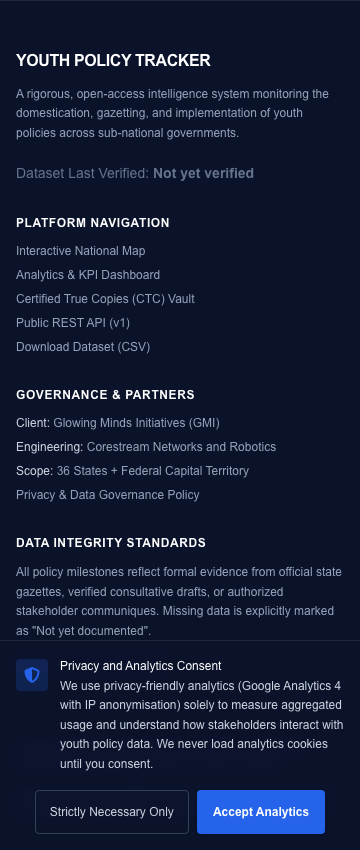 YOUTH POLICY TRACKER
A rigorous, open-access intelligence system monitoring the
domestication, gazetting, and implementation of youth
policies across sub-national governments.
Dataset Last Verified: Not yet verified
PLATFORM NAVIGATION
Interactive National Map
Analytics & KPI Dashboard
Certified True Copies (CTC) Vault
Public REST API (v1)
Download Dataset (CSV)
GOVERNANCE & PARTNERS
Client: Glowing Minds Initiatives (GMI)
Engineering: Corestream Networks and Robotics
Scope: 36 States + Federal Capital Territory
Privacy & Data Governance Policy
DATA INTEGRITY STANDARDS
All policy milestones reflect formal evidence from official state
gazettes, verified consultative drafts, or authorized
stakeholder communiques. Missing data is explicitly marked
as "Not yet documented".
Privacy and Analytics Consent
We use privacy-friendly analytics (Google Analytics 4
with IP anonymisation) solely to measure aggregated
usage and understand how stakeholders interact with
youth policy data. We never load analytics cookies
until you consent.
Strictly Necessary Only
Accept Analytics